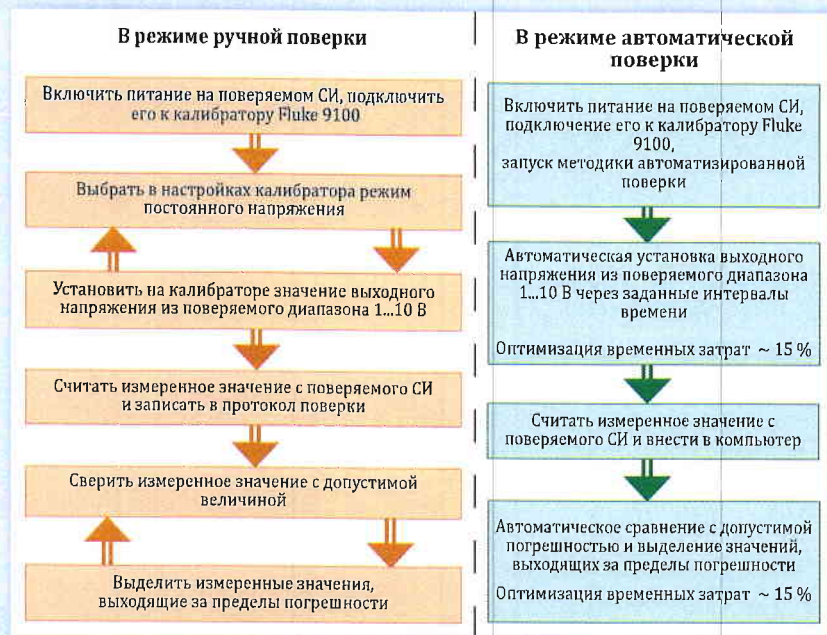 В режиме ручной поверки
Включить питание на поверяемом СИ, подключить
его к калибратору Fluke 9100
Выбрать в настройках калибратора режим
постоянного напряжения
Установить на калибраторе значение выходного
напряжения из поверяемого диапазона 1...10 В
Считать измеренное значение с поверяемого СИ
и записать в протокол поверки
Сверить измеренное значение с допустимой
величиной
Выделить измеренные значения,
выходящие за пределы погрешности
В режиме автоматической
поверки
Включить питание на поверяемом СИ,
подключение его к калибратору Fluke
9100,
запуск методики автоматизированной
поверки
Автоматическая установка выходного
напряжения из поверяемого диапазона
1...10 В через заданные интервалы
времени
Оптимизация временных затрат ~ 15 %
Считать измеренное значение с
поверяемого СИ и внести в компьютер
Автоматическое сравнение с допустимой
погрешностью и выделение значений,
выходящих за пределы погрешности
Оптимизация временных затрат ~ 15 %